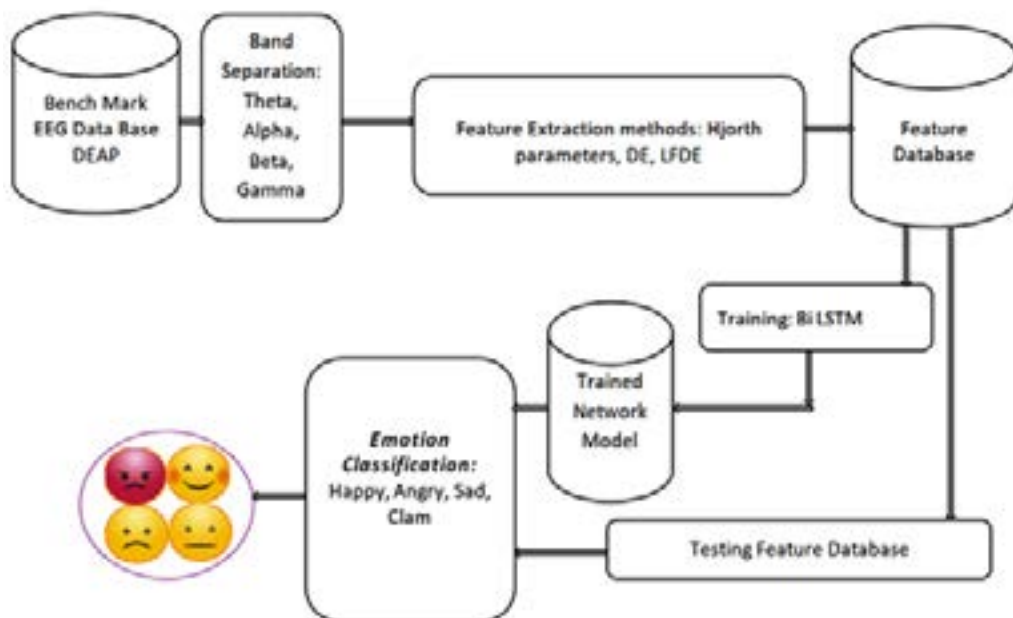 Bench Mark
EEG Data Base
DEAP
Band
Separation:
Theta,
Alpha,
Beta,
Gamma
Feature Extraction methods: Hjorth
parameters, DE, LFDE
Feature
Database
Training: Bi LSTM
Trained
Network
Model
Emotion
Classification:
Happy, Angry, Sad,
Clam
Testing Feature Database